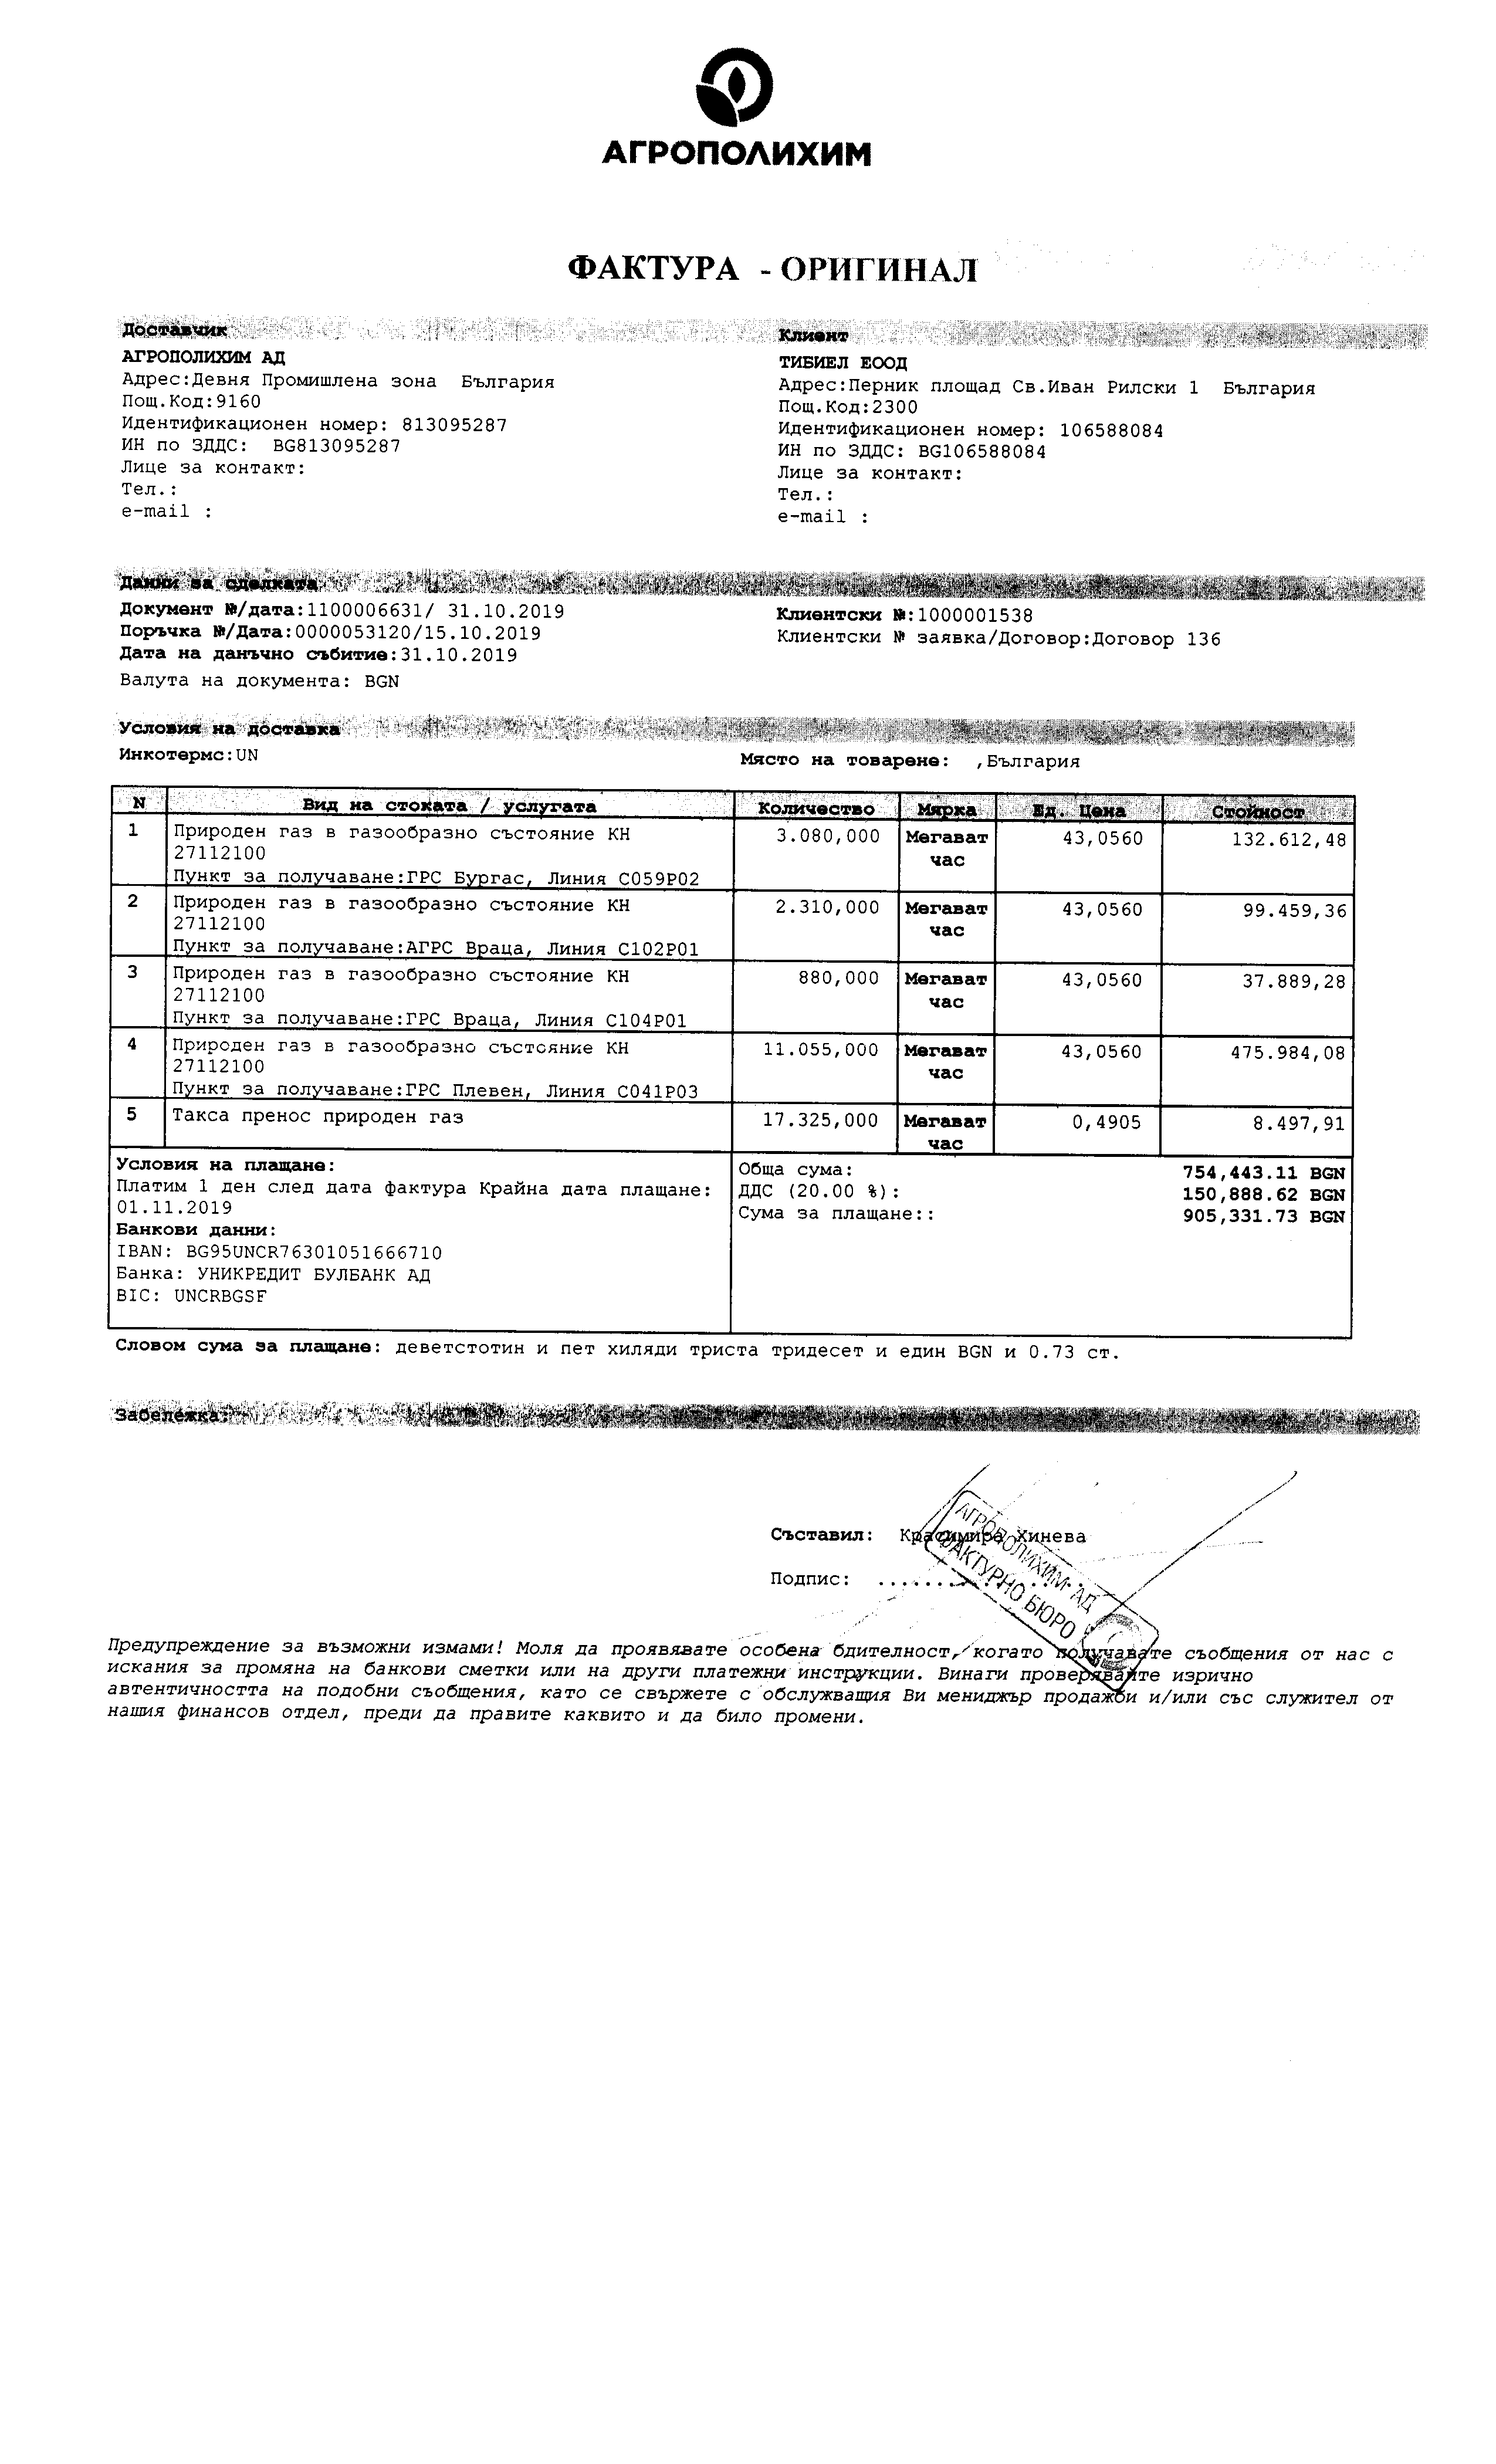 АГРОПОЛИХИМ
ФАКТУРА - ОРИГИНАЛ
Доставчик
АГРОПОЛИХИМ АД
Адрес:Девня Промишлена зона България
Пощ.Код:9160
Идентификационен номер: 813095287
ИН по ЗДДС: BG813095287
Лице за контакт:
Тел.:
e-mail :
Клиент
ТИБИЕЛ ЕООД
Адрес:Перник площад Св.Иван Рилски 1 България
Пощ.Код:2300
Идентификационен номер: 106588084
ИН по ЗДДС: BG106588084
Лице за контакт:
Тел.:
e-mail :
Данни за сделката
Документ №/дата:1100006631/ 31.10.2019
Поръчка №/Дата:0000053120/15.10.2019
Дата на данъчно събитие:31.10.2019
Валута на документа: BGN
Клиентски №:1000001538
Клиентски № заявка/Договор:Договор 136
Условия на доставка
Инкотермс:UN
Място на товарене: ,България
N Вид на стоката / услугата Количество Мярка Ед. Цена Стойност
1 Природен газ в газообразно състояние КН 3.080,000 Мегават 43,0560 132.612,48
27112100 час
Пункт за получаване:ГРС Бургас, Линия С059Р02
2 Природен газ в газообразно състояние КН 2.310,000 Мегават 43,0560 99.459,36
27112100 час
Пункт за получаване:АГРС Враца, Линия С102Р01
3 Природен газ в газообразно състояние КН 880,000 Мегават 43,0560 37.889,28
27112100 час
Пункт за получаване:ГРС Враца, Линия С104Р01
4 Природен газ в газообразно състояние КН 11.055,000 Мегават 43,0560 475.984,08
27112100 час
Пункт за получаване:ГРС Плевен, Линия С041Р03
5 Такса пренос природен газ 17.325,000 Мегават 0,4905 8.497,91
час
Условия на плащане:
Платим 1 ден след дата фактура Крайна дата плащане:
01.11.2019
Банкови данни:
IBAN: BG95UNCR76301051666710
Банка: УНИКРЕДИТ БУЛБАНК АД
BIC: UNCRBGSF
Обща сума: 754,443.11 BGN
ДДС (20.00 %): 150,888.62 BGN
Сума за плащане:: 905,331.73 BGN
Словом сума за плащане: деветстотин и пет хиляди триста тридесет и един BGN и 0.73 ст.
Забележка:
Съставил: Красимира Хинева
Подпис: ..................
АГРОПОЛИХИМ АД
ФАКТУРНО БЮРО
Предупреждение за възможни измами! Моля да проявявате особена бдителност, когато получавате съобщения от нас с
искания за промяна на банкови сметки или на други платежни инструкции. Винаги проверявайте изрично
автентичността на подобни съобщения, като се свържете с обслужващия Ви мениджър продажби и/или със служител от
нашия финансов отдел, преди да правите каквито и да било промени.